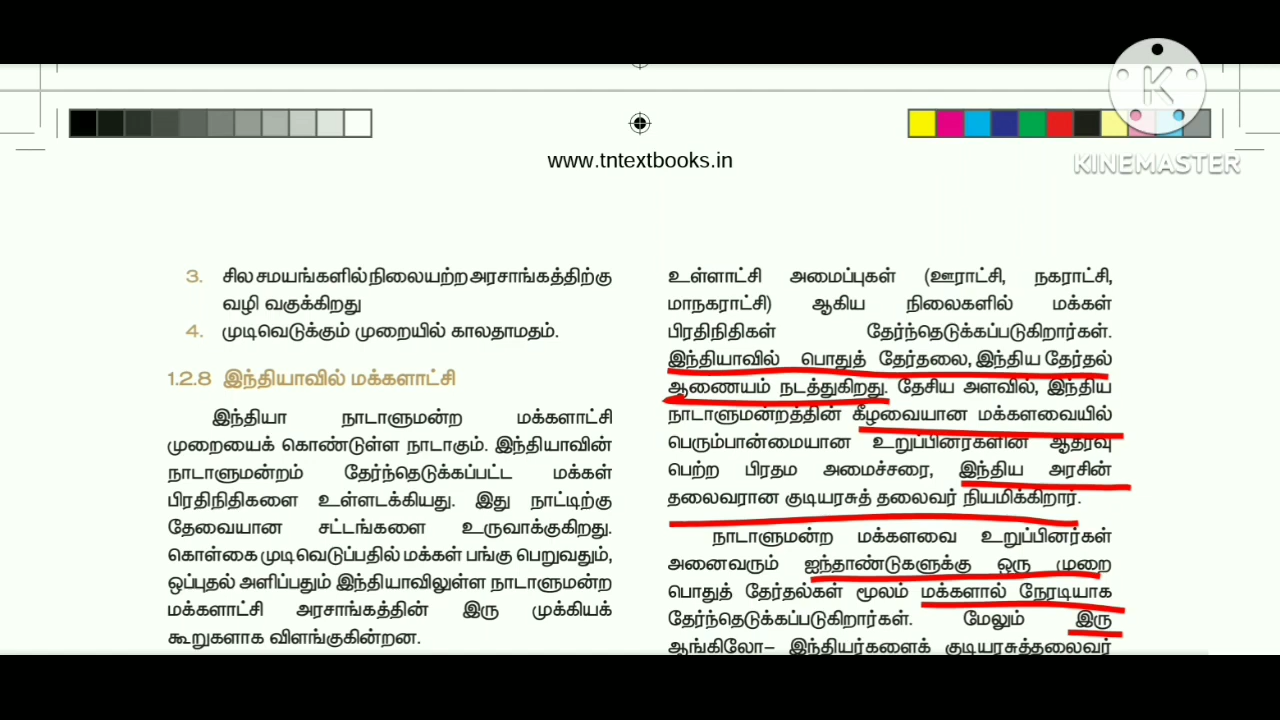 K
KINEMASTER
www.tntextbooks.in
3. சில சமயங்களில் நிலையற்ற அரசாங்கத்திற்கு
வழி வகுக்கிறது
4. முடிவெடுக்கும் முறையில் காலதாமதம்.
1.2.8 இந்தியாவில் மக்களாட்சி
இந்தியா நாடாளுமன்ற மக்களாட்சி
முறையைக் கொண்டுள்ள நாடாகும். இந்தியாவின்
நாடாளுமன்றம் தேர்ந்தெடுக்கப்பட்ட மக்கள்
பிரதிநிதிகளை உள்ளடக்கியது. இது நாட்டிற்கு
தேவையான சட்டங்களை உருவாக்குகிறது.
கொள்கை முடிவெடுப்பதில் மக்கள் பங்கு பெறுவதும்,
ஒப்புதல் அளிப்பதும் இந்தியாவிலுள்ள நாடாளுமன்ற
மக்களாட்சி அரசாங்கத்தின் இரு முக்கியக்
கூறுகளாக விளங்குகின்றன.
உள்ளாட்சி அமைப்புகள் (ஊராட்சி, நகராட்சி,
மாநகராட்சி) ஆகிய நிலைகளில் மக்கள்
பிரதிநிதிகள் தேர்ந்தெடுக்கப்படுகிறார்கள்.
இந்தியாவில் பொதுத் தேர்தலை, இந்திய தேர்தல்
ஆணையம் நடத்துகிறது. தேசிய அளவில், இந்திய
நாடாளுமன்றத்தின் கீழவையான மக்களவையில்
பெரும்பான்மையான உறுப்பினர்களின் ஆதரவு
பெற்ற பிரதம அமைச்சரை, இந்திய அரசின்
தலைவரான குடியரசுத் தலைவர் நியமிக்கிறார்.
நாடாளுமன்ற மக்களவை உறுப்பினர்கள்
அனைவரும் ஐந்தாண்டுகளுக்கு ஒரு முறை
பொதுத் தேர்தல்கள் மூலம் மக்களால் நேரடியாக
தேர்ந்தெடுக்கப்படுகிறார்கள். மேலும் இரு
ஆங்கிலோ– இந்தியர்களைக் குடியரசுத்தலைவர்